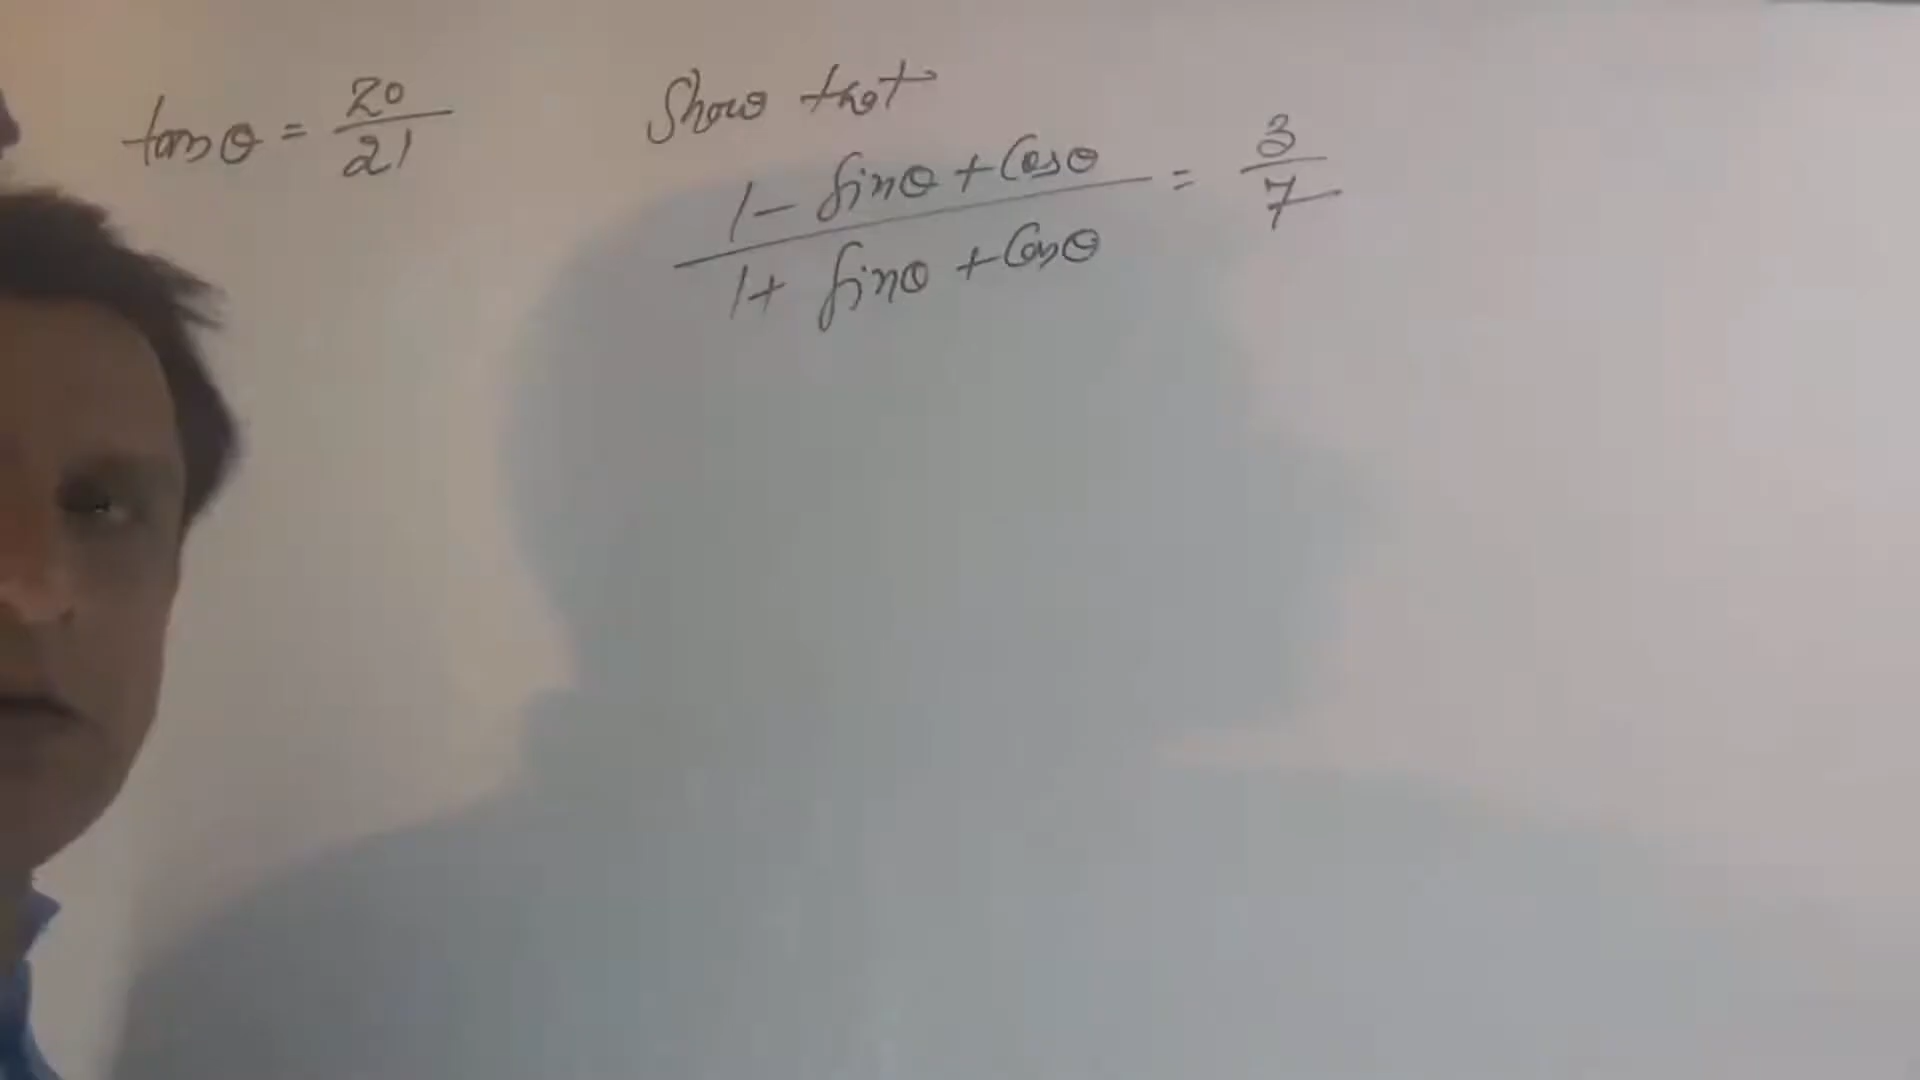 tanθ = 20/21
Show that
(1 - sinθ + Cosθ)/(1 + sinθ + Cosθ) = 3/7